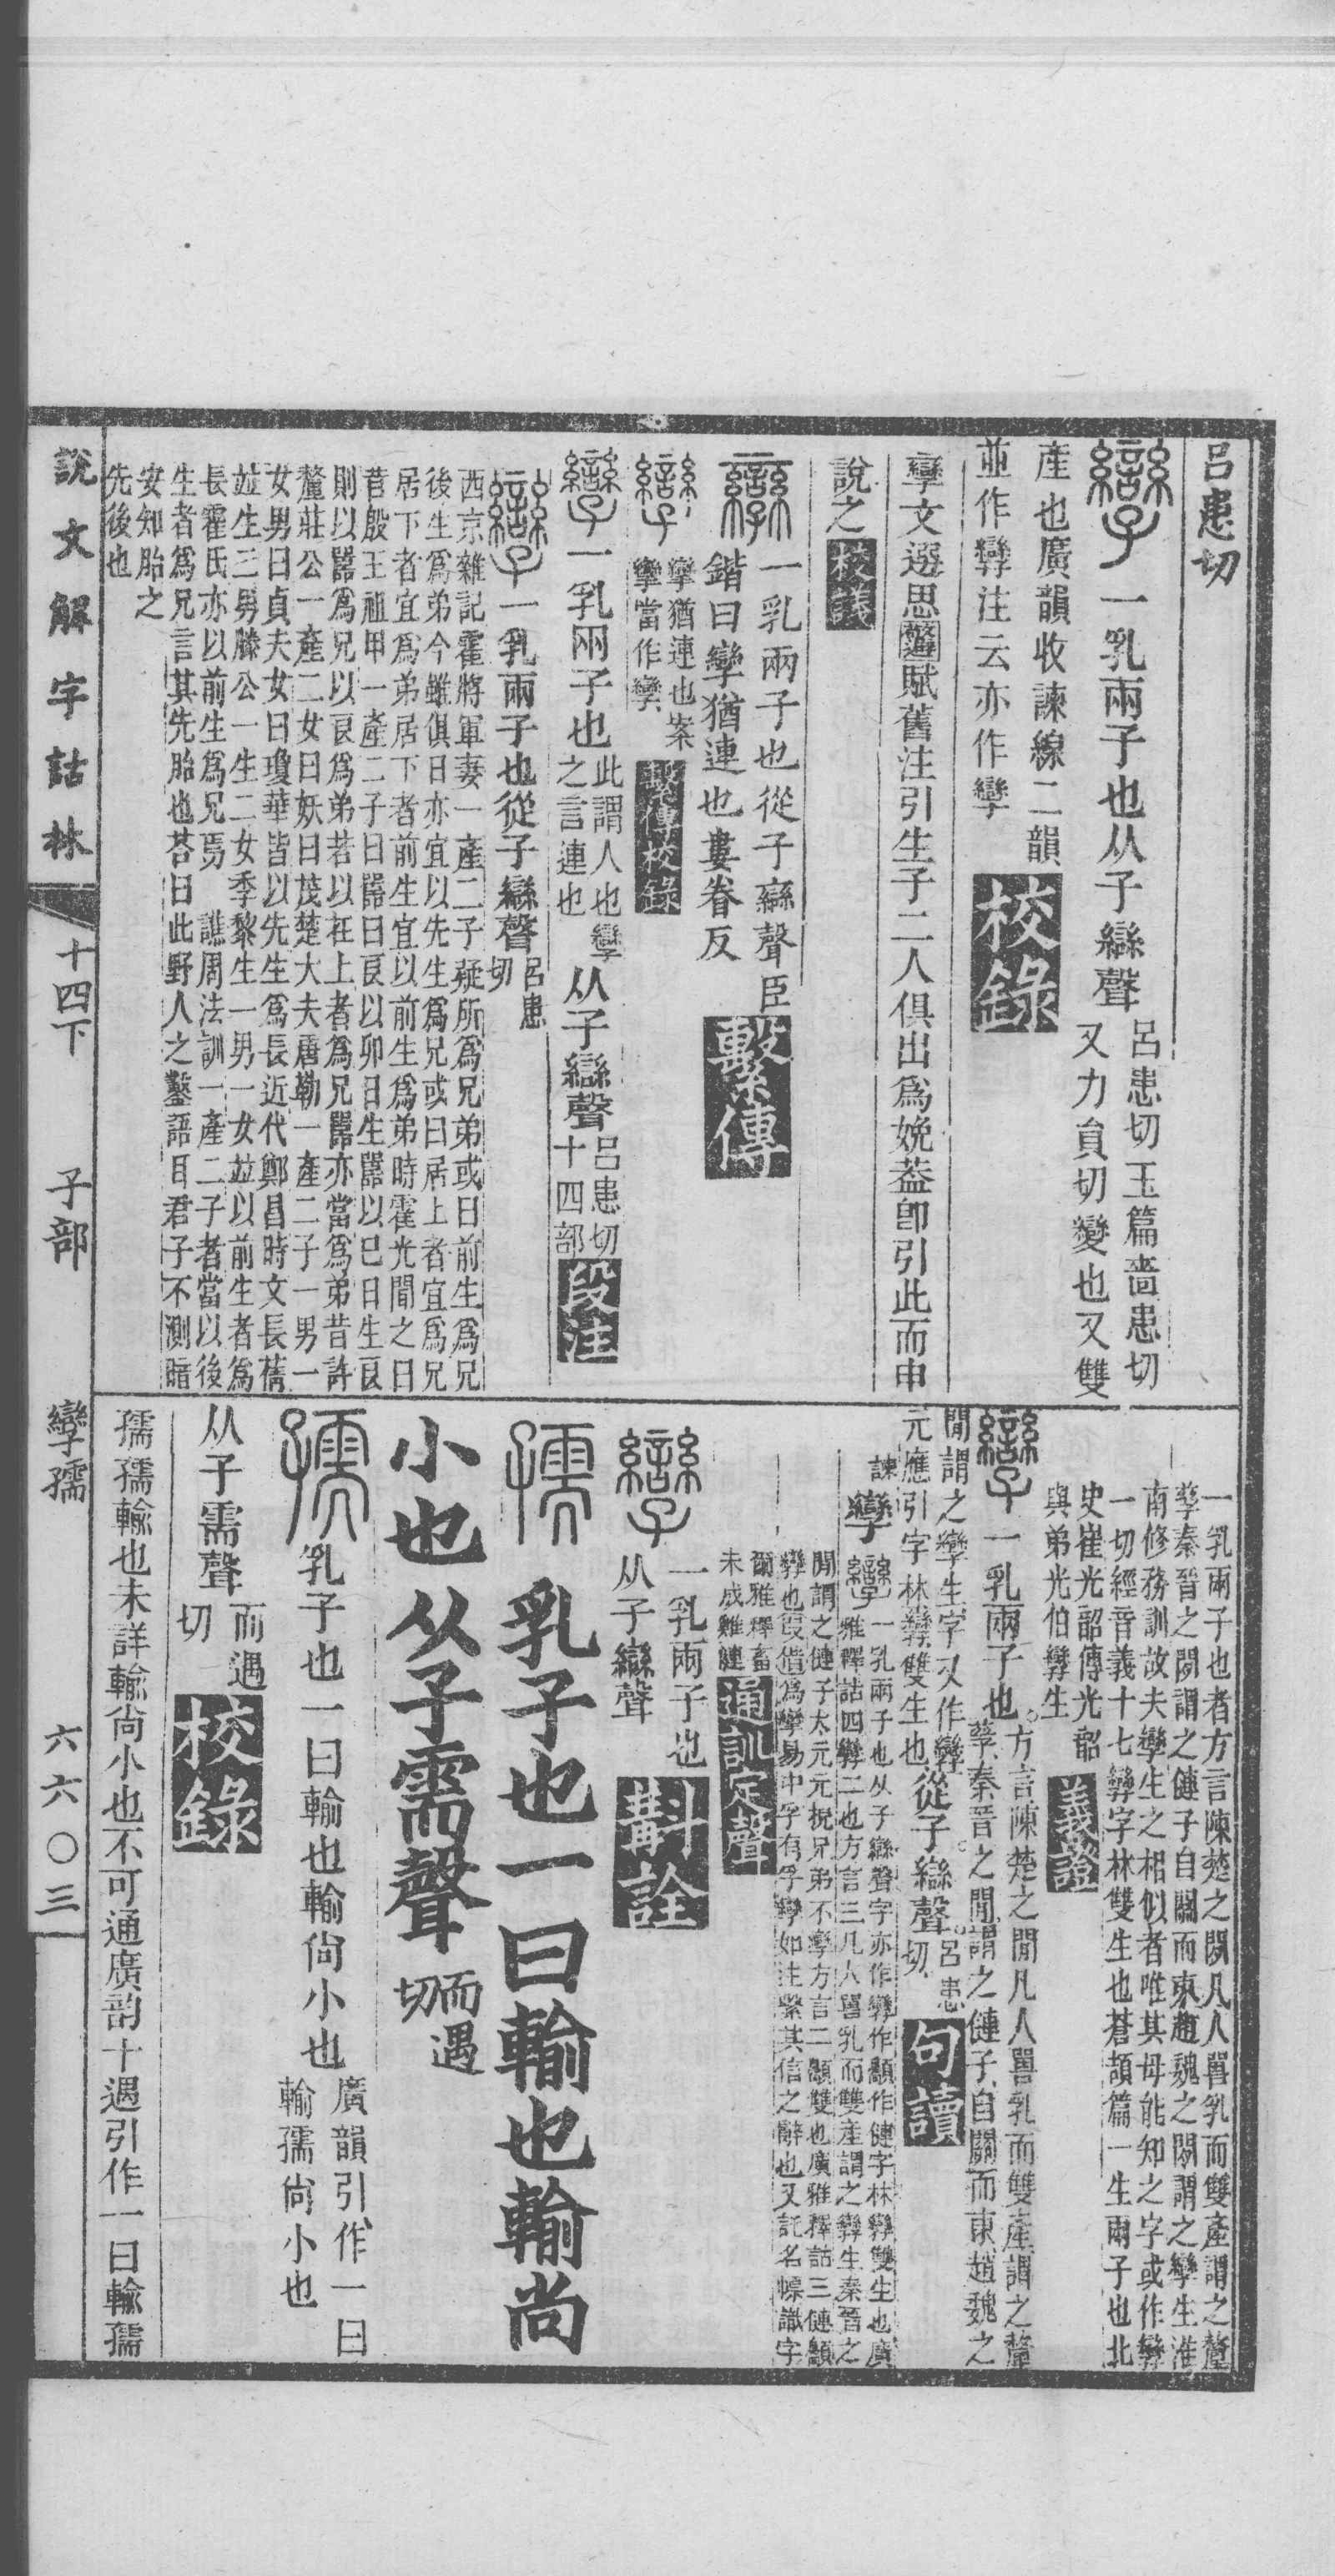 呂患切
孿一乳兩子也从子䜌聲
呂患切玉篇嗇患切
又力員切孌也又雙
產也廣韻收諫線二韻
並作孿注云亦作孿
校錄
孿文選思舊賦舊注引生子二人俱出爲娩葢卽引此而申
說之
校議
孿一乳兩子也從子䜌聲臣
鍇曰孿猶連也婁眷反
繫傳
孿
孿猶連也案
孿當作孌
繫傳校錄
孿一乳兩子也
此謂人也孿
之言連也
从子䜌聲
呂患切
十四部
段注
孿一乳兩子也從子䜌聲
呂患
切
西京雜記霍將軍妻一產二子疑所爲兄弟或曰前生爲兄
後生爲弟今雖俱日亦宜以先生爲兄或曰居上者宜爲兄
居下者宜爲弟居下者前生宜以前生爲弟時霍光聞之曰
昔殷王祖甲一產二子曰嚚曰良以卯日生嚚以巳日生良
則以嚚爲兄以良爲弟若以在上者爲兄嚚亦當爲弟昔許
釐莊公一產二女曰妖曰茂楚大夫唐勒一產二子一男一
女男曰貞夫女曰瓊華皆以先生爲長近代鄭昌時文長蒨
竝生二男滕公一生二女李黎生一男一女竝以前生者爲
長霍氏亦以前生爲兄焉 譙周法訓一產二子者當以後
生者爲兄言其先胎也荅曰此野人之鑿語耳君子不測暗
安知胎之
先後也
一乳兩子也者方言陳楚之閒凡人嘼乳而雙產謂之釐
孳秦晉之閒謂之僆子自關而東趙魏之閒謂之孿生淮
南修務訓故夫孿生之相似者唯其母能知之字或作㝈
一切經音義十七㝈字林雙生也蒼頡篇一生兩子也北
史崔光韶傳光韶
與弟光伯㝈生
義證
孿一乳兩子也
方言陳楚之閒凡人嘼乳而雙產謂之釐
孳秦晉之閒謂之僆子自關而東趙魏之
閒謂之孿生字又作㝈
元應引字林㝈雙生也
從子䜌聲
呂患
切
句讀
諫
孿
孿一乳兩子也从子䜌聲字亦作㝈作顪作僆字林㝈雙生也廣
雅釋詁四㝈二也方言三凡人嘼乳而雙產謂之㝈生秦晉之
閒謂之僆子太元元棿兄弟不孿方言二顪雙也廣雅釋詁三僆顪
㝈也叚借爲孿易中孚有孚孿如注繫其信之辭也又託名幖識字
爾雅釋畜
未成雞僆
通訓定聲
孿
一乳兩子也
从子䜌聲
斠詮
孺乳子也一曰輸也輸尚
小也从子需聲
而遇
切
孺乳子也一曰輸也輸尙小也
廣韻引作一曰
輸孺尙小也
从子需聲
而遇
切
校錄
孺孺輸也未詳輸尙小也不可通廣韵十遇引作一曰輸孺
說文解字詁林
十四下
子部
孿孺
六六〇三